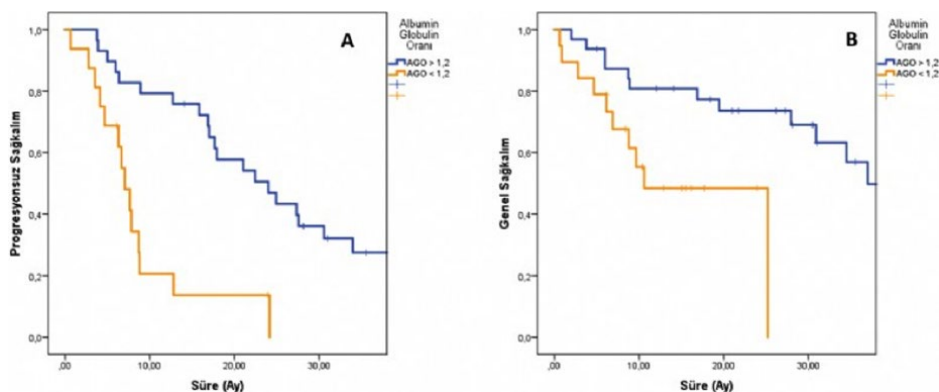 A
Albumin
Globulin
Oranı
AGO > 1,2
AGO < 1,2
Progresyonsuz Sağkalım
1,0
0,8
0,6
0,4
0,2
0,0
,00
10,00
20,00
30,00
Süre (Ay)
B
Albumin
Globulin
Oranı
AGO > 1,2
AGO < 1,2
Genel Sağkalım
1,0
0,8
0,6
0,4
0,2
0,0
,00
10,00
20,00
30,00
Süre (Ay)